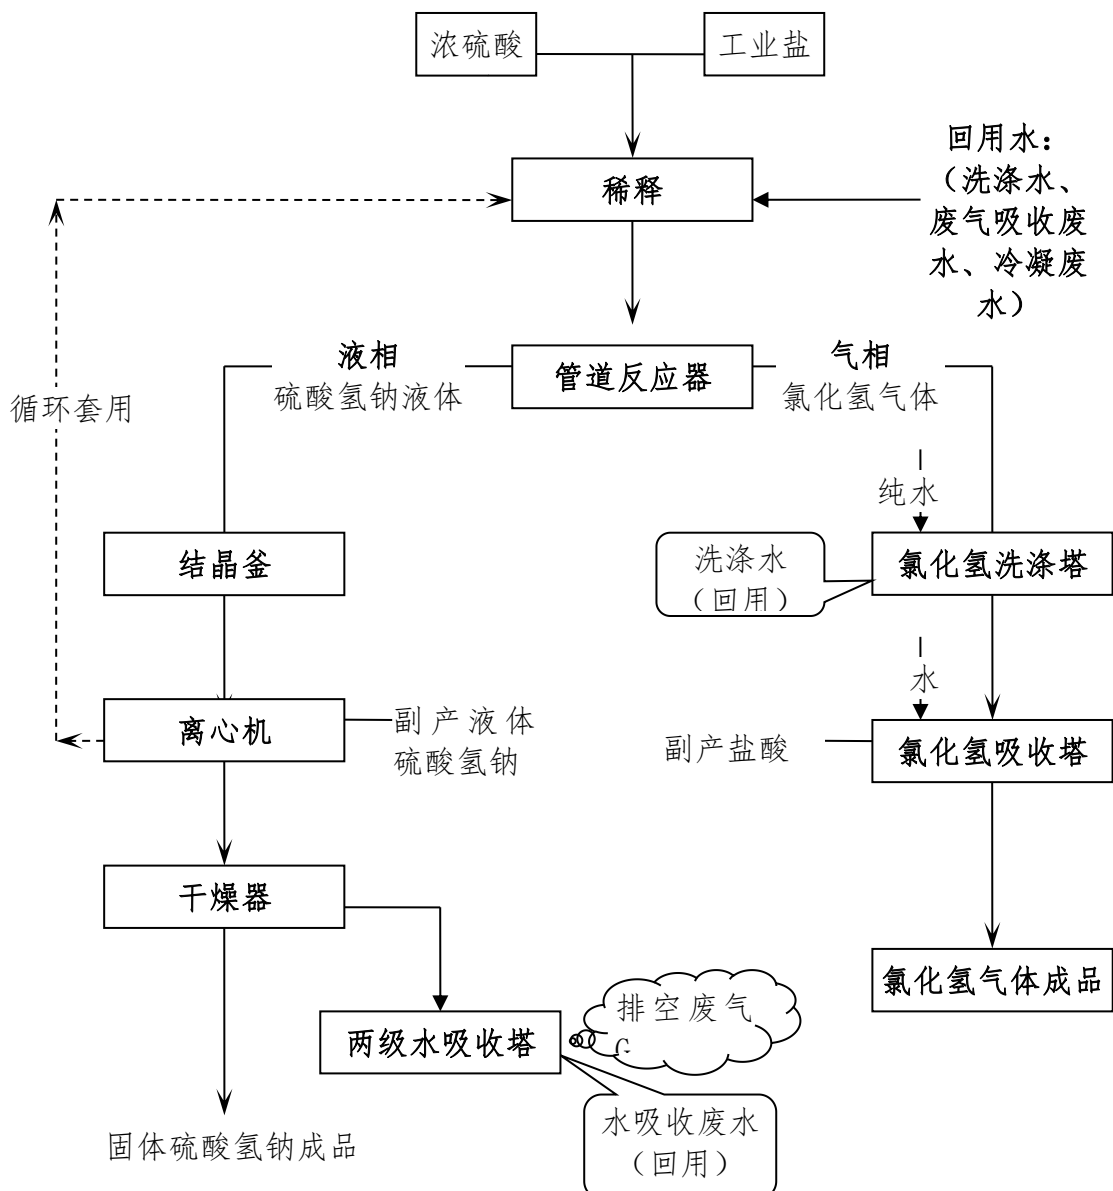 浓硫酸
工业盐
回用水：
（洗涤水、
废气吸收废
水、冷凝废
水）
稀释
液相
硫酸氢钠液体
管道反应器
气相
氯化氢气体
循环套用
纯水
结晶釜
洗涤水
（回用）
氯化氢洗涤塔
水
离心机
副产液体
硫酸氢钠
副产盐酸
氯化氢吸收塔
干燥器
氯化氢气体成品
排空废气
两级水吸收塔
水吸收废水
（回用）
固体硫酸氢钠成品